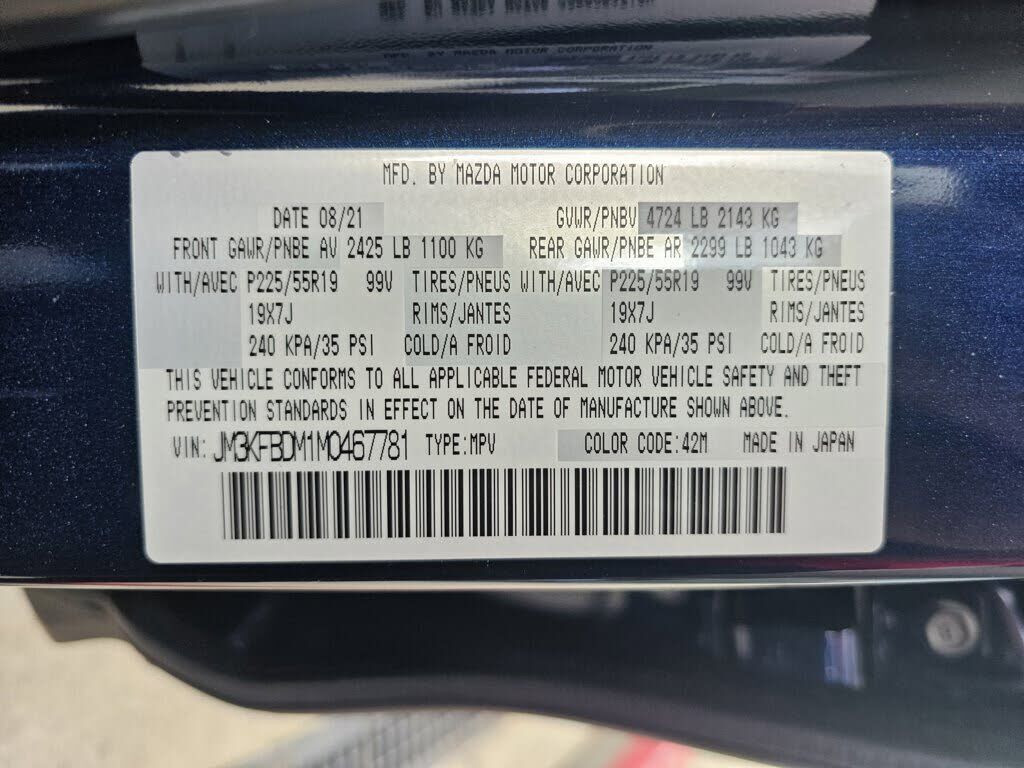 MFD. BY MAZDA MOTOR CORPORATION
MFD. BY MAZDA MOTOR CORPORATION
DATE 08/21 GVWR/PNBV 4724 LB 2143 KG
FRONT GAWR/PNBE AV 2425 LB 1100 KG REAR GAWR/PNBE AR 2299 LB 1043 KG
WITH/AVEC P225/55R19 99V TIRES/PNEUS WITH/AVEC P225/55R19 99V TIRES/PNEUS
19X7J RIMS/JANTES 19X7J RIMS/JANTES
240 KPA/35 PSI COLD/A FROID 240 KPA/35 PSI COLD/A FROID
THIS VEHICLE CONFORMS TO ALL APPLICABLE FEDERAL MOTOR VEHICLE SAFETY AND THEFT
PREVENTION STANDARDS IN EFFECT ON THE DATE OF MANUFACTURE SHOWN ABOVE.
VIN: JM3KFBDM1M0467781 TYPE:MPV COLOR CODE:42M MADE IN JAPAN